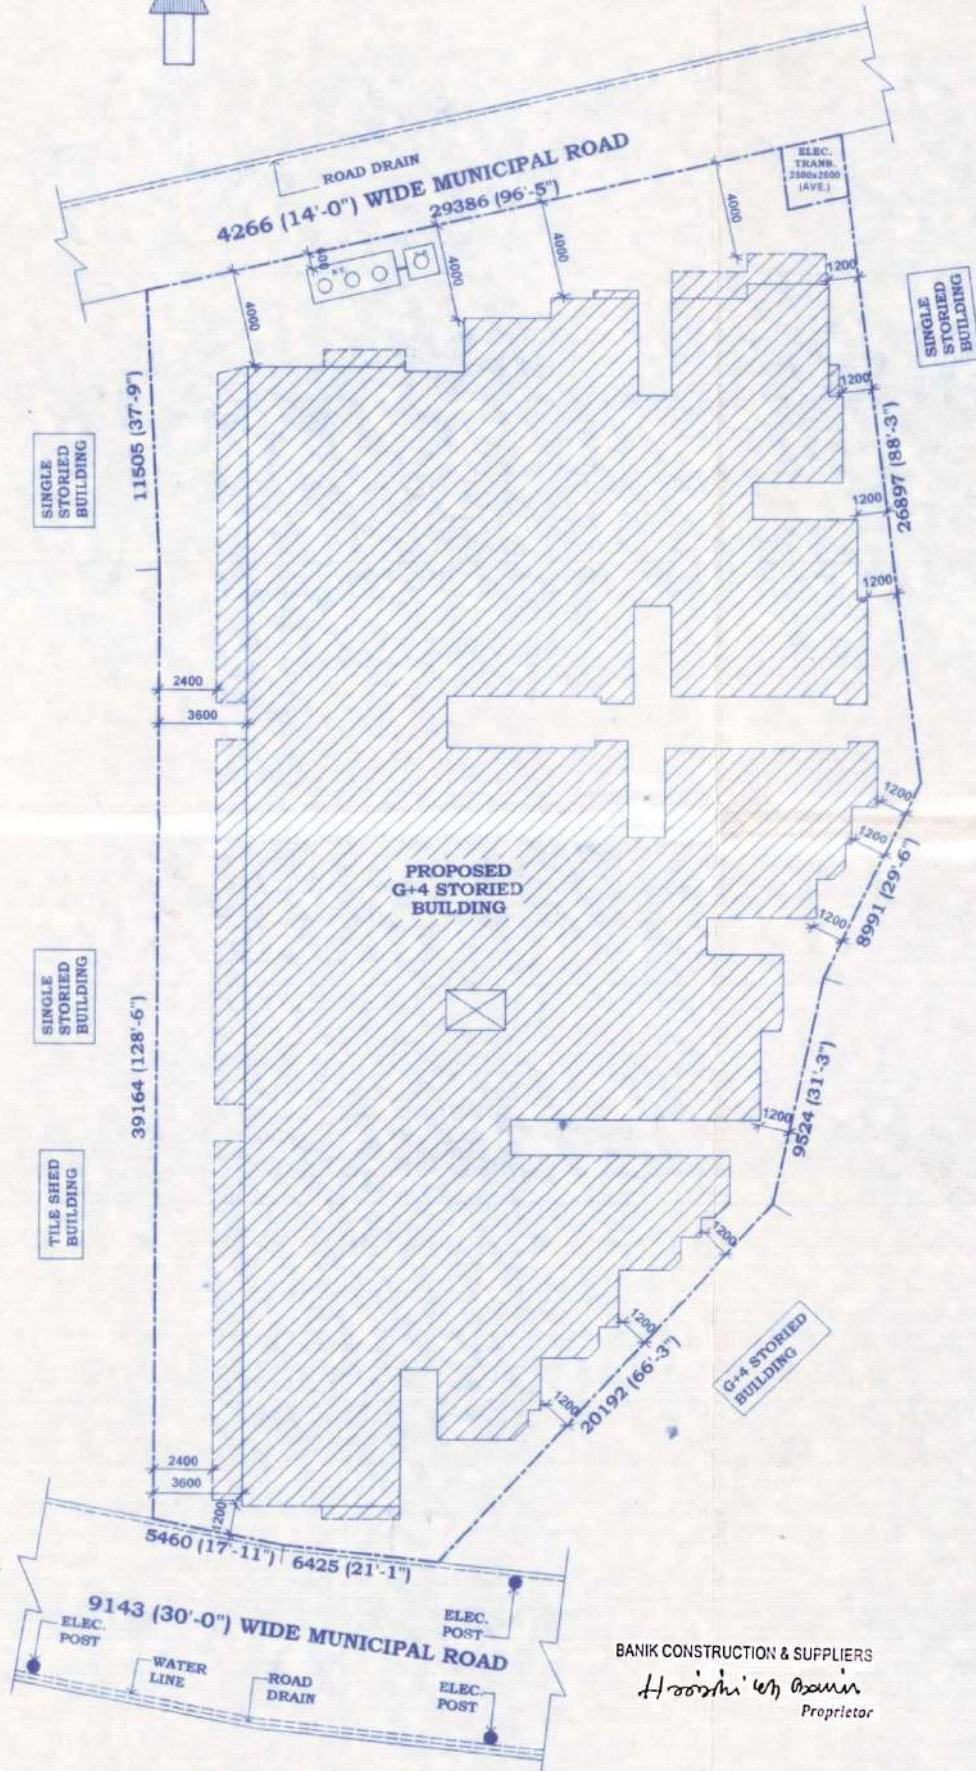 ROAD DRAIN
4266 (14'-0") WIDE MUNICIPAL ROAD
29386 (96'-5")
ELEC.
TRANB.
2500x2500
(AVE.)
4000
4000
4000
4000
400
S.T.
1200
SINGLE
STORIED
BUILDING
1200
11505 (37'-9")
26897 (88'-3")
SINGLE
STORIED
BUILDING
1200
1200
2400
3600
1200
1200
PROPOSED
G+4 STORIED
BUILDING
8991 (29'-6")
1200
SINGLE
STORIED
BUILDING
39164 (128'-6")
9524 (31'-3")
1200
TILE SHED
BUILDING
1200
1200
20192 (66'-3")
G+4 STORIED
BUILDING
1200
2400
3600
1200
5460 (17'-11")
6425 (21'-1")
9143 (30'-0") WIDE MUNICIPAL ROAD
ELEC.
POST
ELEC.
POST
WATER
LINE
ROAD
DRAIN
ELEC.
POST
BANIK CONSTRUCTION & SUPPLIERS
Proprietor